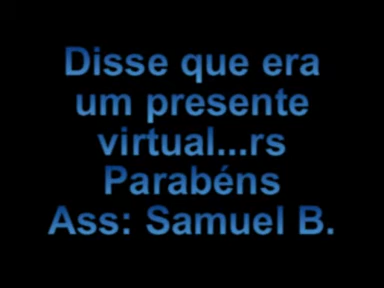 Disse que era
um presente
virtual...rs
Parabéns
Ass: Samuel B.